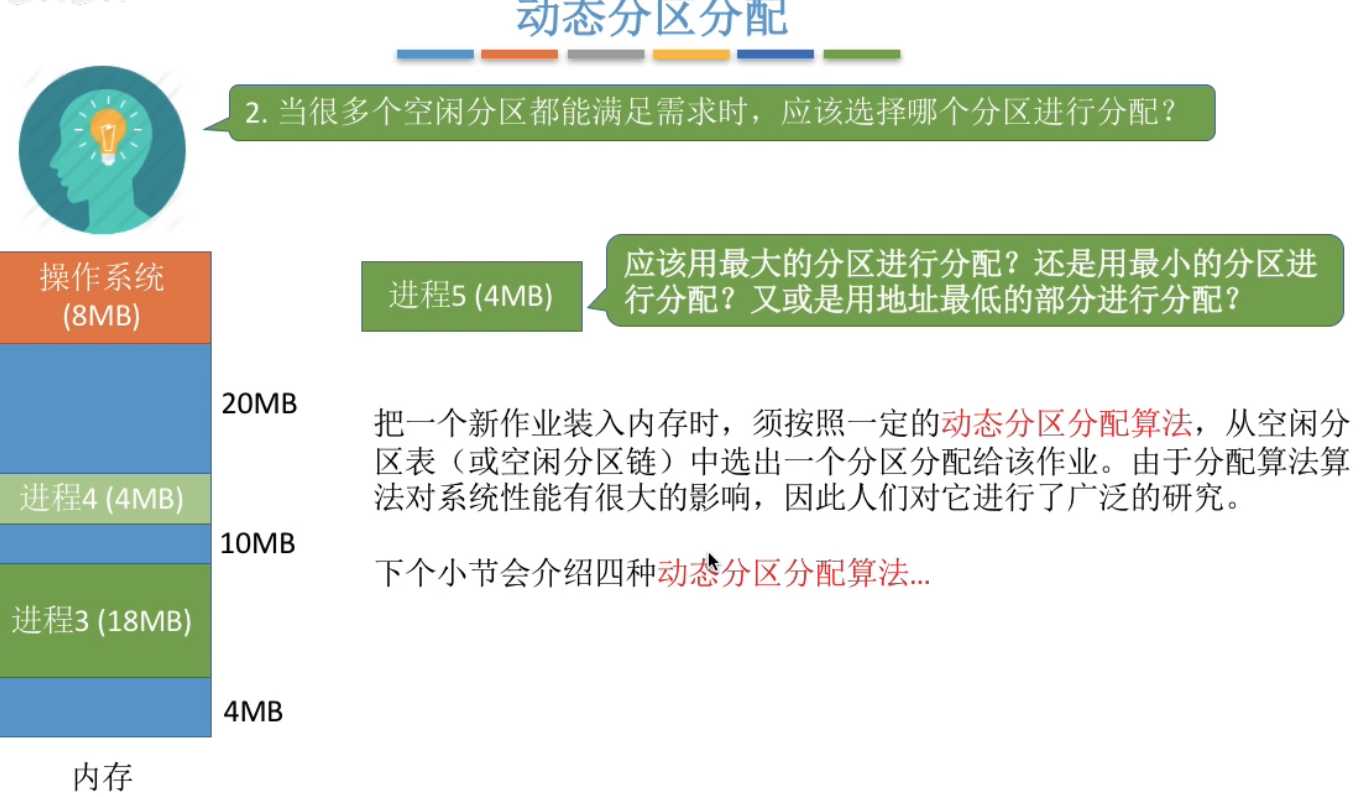 动态分区分配
2. 当很多个空闲分区都能满足需求时，应该选择哪个分区进行分配？
操作系统
(8MB)
进程5 (4MB)
应该用最大的分区进行分配？还是用最小的分区进
行分配？又或是用地址最低的部分进行分配？
20MB
把一个新作业装入内存时，须按照一定的动态分区分配算法，从空闲分
区表（或空闲分区链）中选出一个分区分配给该作业。由于分配算法算
法对系统性能有很大的影响，因此人们对它进行了广泛的研究。
进程4 (4MB)
10MB
下个小节会介绍四种动态分区分配算法...
进程3 (18MB)
4MB
内存